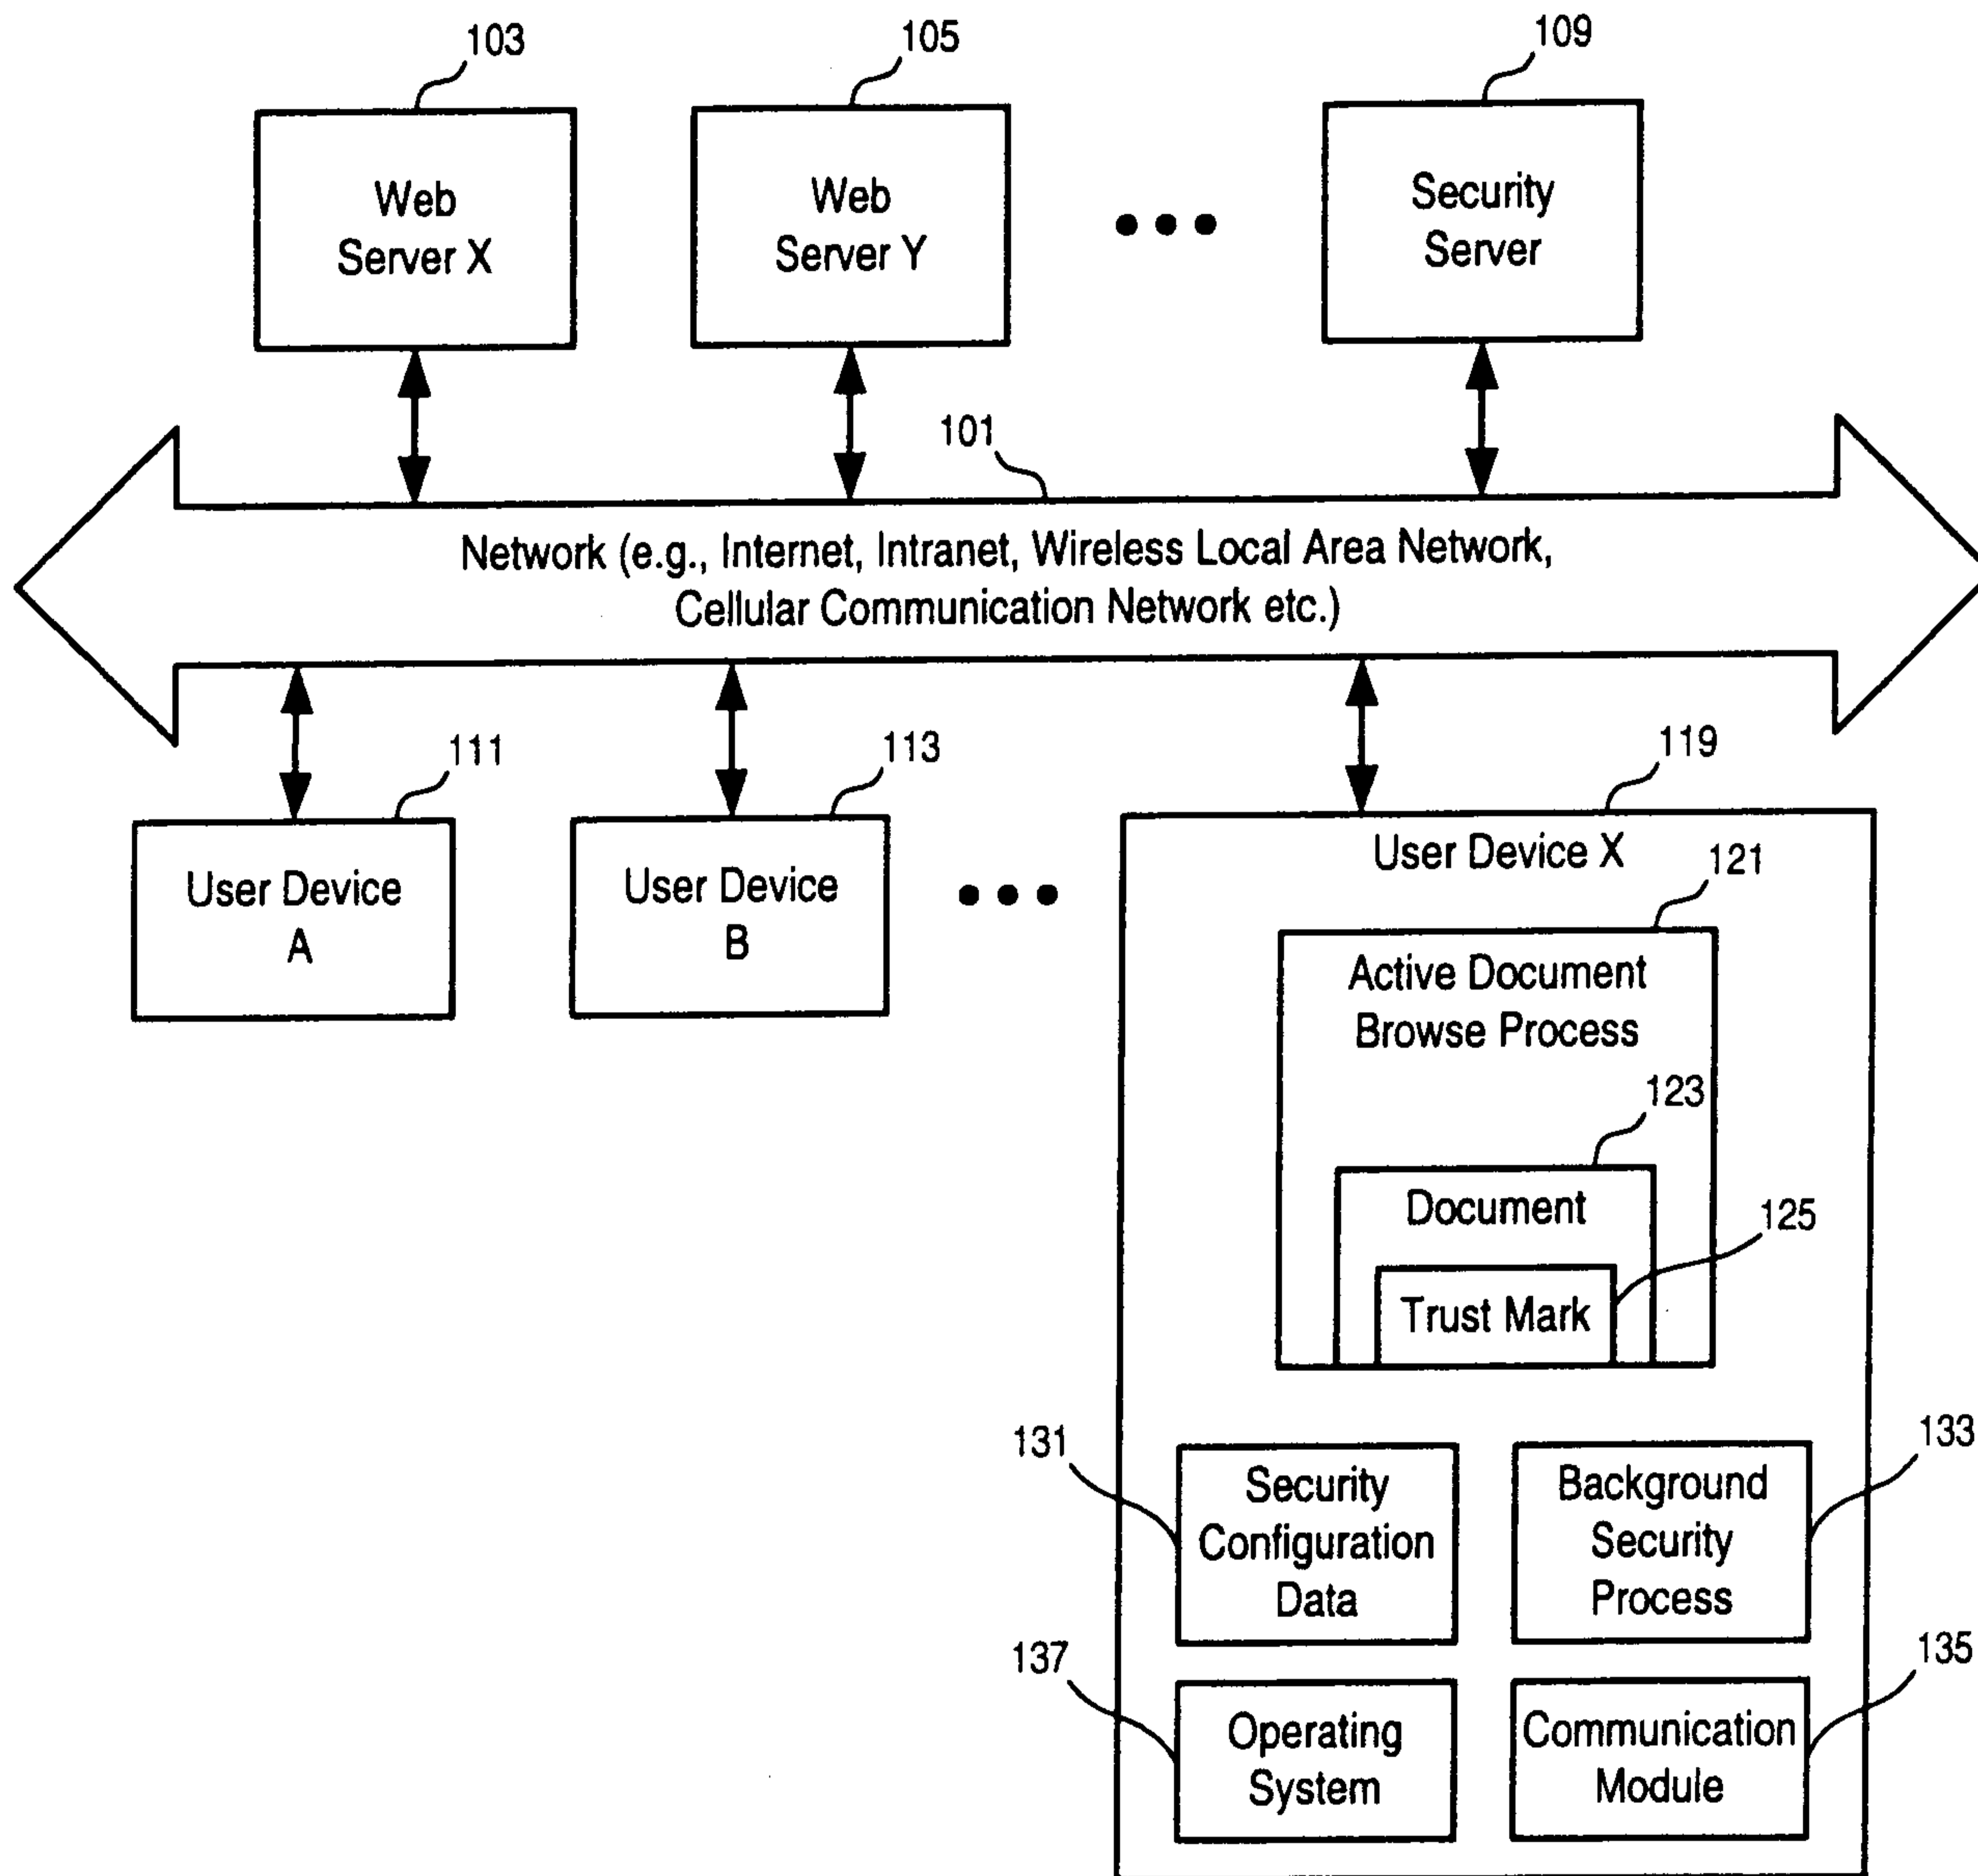 103
105
109
Web
Server X
Web
Server Y
Security
Server
101
Network (e.g., Internet, Intranet, Wireless Local Area Network,
Cellular Communication Network etc.)
111
113
119
User Device
A
User Device
B
User Device X
121
Active Document
Browse Process
123
Document
125
Trust Mark
131
Security
Configuration
Data
133
Background
Security
Process
137
Operating
System
135
Communication
Module